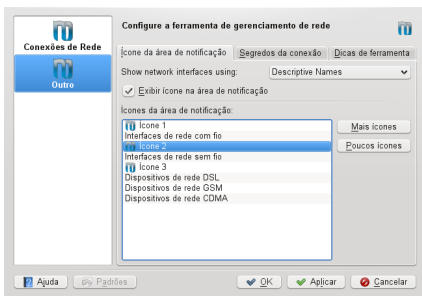 Configure a ferramenta de gerenciamento de rede
Conexões de Rede
Outro
Ícone da área de notificação
Segredos da conexão
Dicas de ferramenta
Show network interfaces using:
Descriptive Names
Exibir ícone na área de notificação
Ícones da área de notificação:
Ícone 1
Interfaces de rede com fio
Ícone 2
Interfaces de rede sem fio
Ícone 3
Dispositivos de rede DSL
Dispositivos de rede GSM
Dispositivos de rede CDMA
Mais ícones
Poucos ícones
Ajuda
Padrões
OK
Aplicar
Cancelar